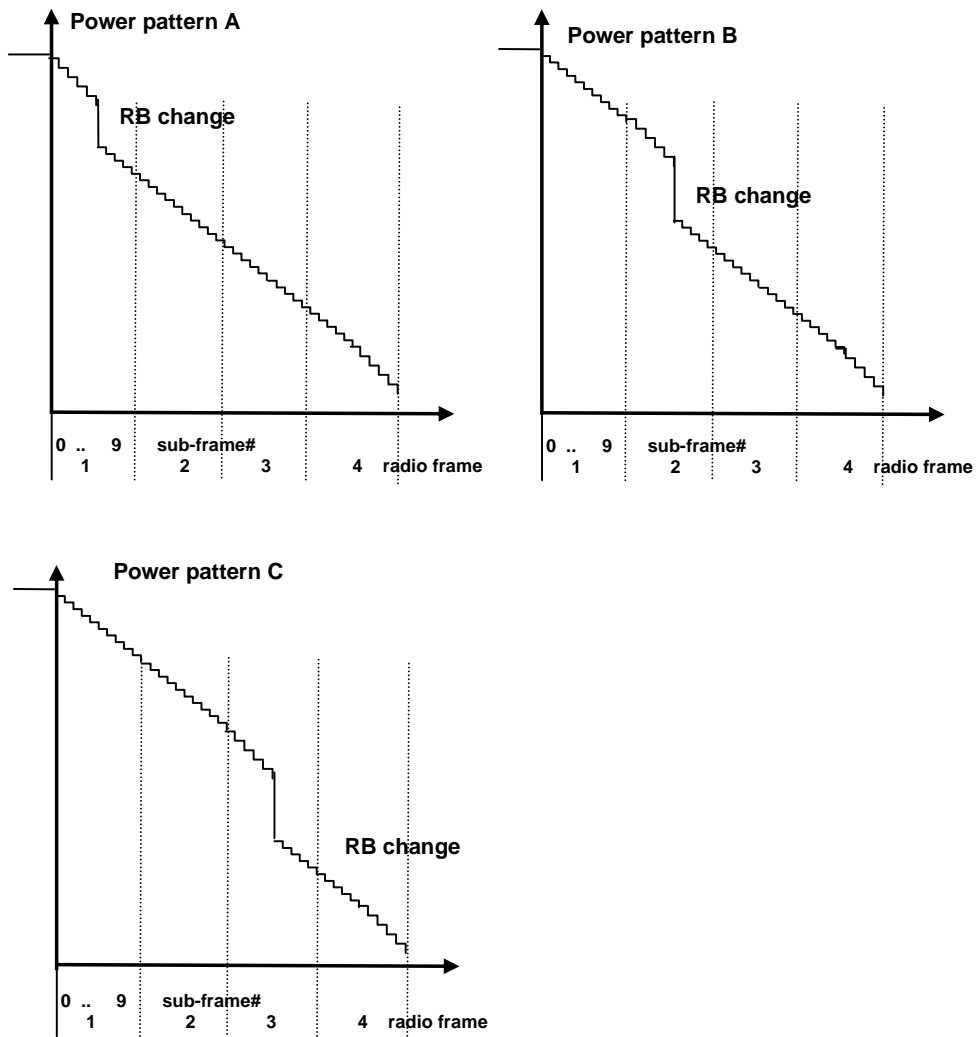 Power pattern A
RB change
0 .. 9 sub-frame#
1 2 3 4 radio frame
Power pattern B
RB change
0 .. 9 sub-frame#
1 2 3 4 radio frame
Power pattern C
RB change
0 .. 9 sub-frame#
1 2 3 4 radio frame